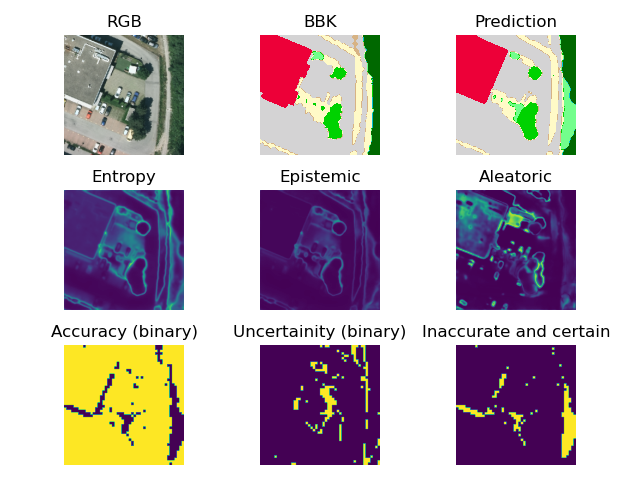 RGB
BBK
Prediction
Entropy
Epistemic
Aleatoric
Accuracy (binary)
Uncertainity (binary)
Inaccurate and certain